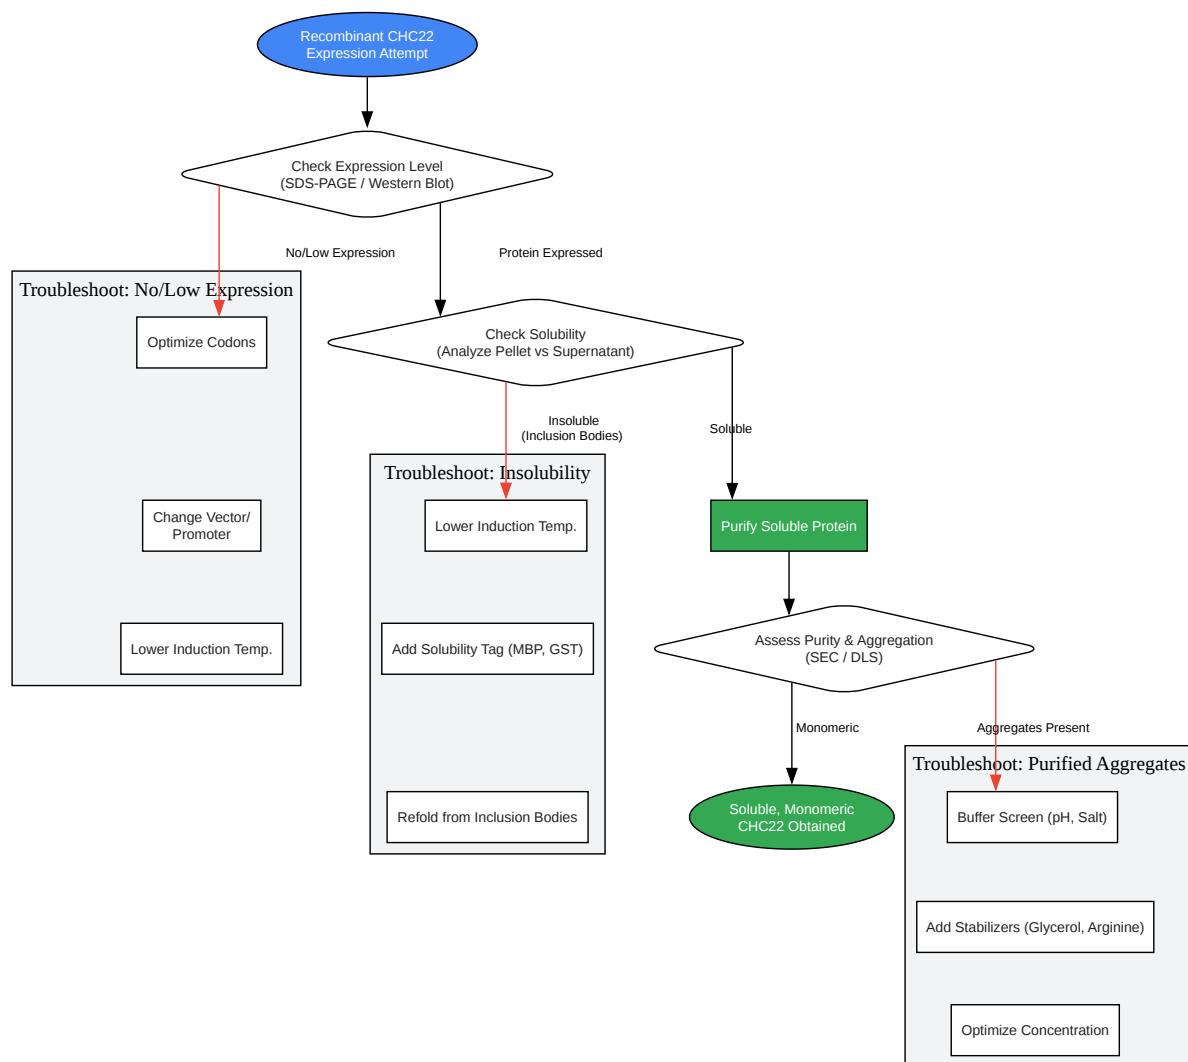 Recombinant CHC22
Expression Attempt
Check Expression Level
(SDS-PAGE / Western Blot)
No/Low Expression
Protein Expressed
Troubleshoot: No/Low Expression
Optimize Codons
Change Vector/
Promoter
Lower Induction Temp.
Check Solubility
(Analyze Pellet vs Supernatant)
Insoluble
(Inclusion Bodies)
Soluble
Troubleshoot: Insolubility
Lower Induction Temp.
Add Solubility Tag (MBP, GST)
Refold from Inclusion Bodies
Purify Soluble Protein
Assess Purity & Aggregation
(SEC / DLS)
Monomeric
Aggregates Present
Soluble, Monomeric
CHC22 Obtained
Troubleshoot: Purified Aggregates
Buffer Screen (pH, Salt)
Add Stabilizers (Glycerol, Arginine)
Optimize Concentration